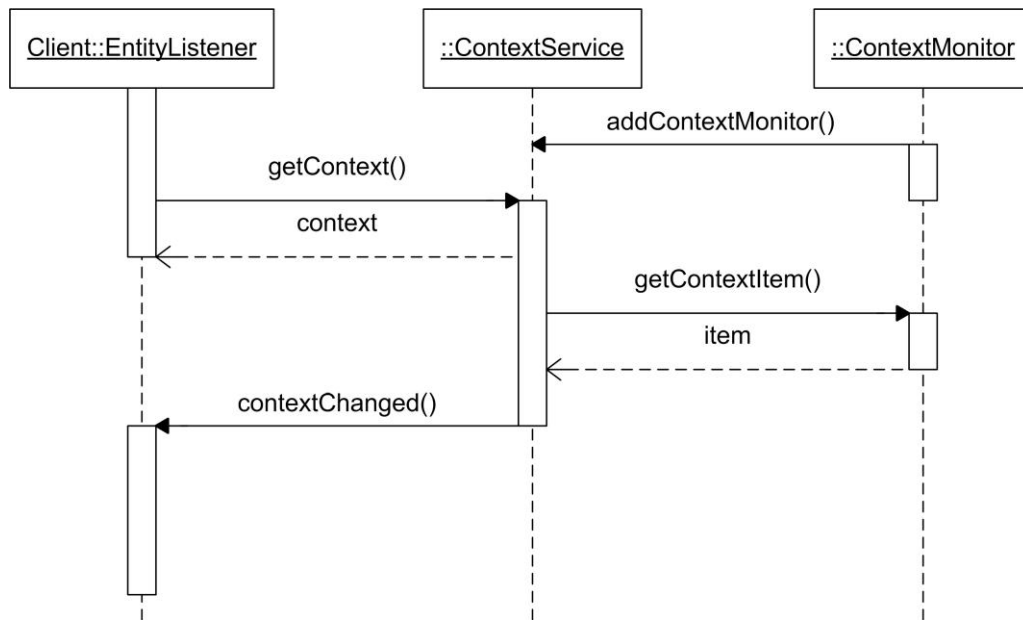 Client::EntityListener
::ContextService
::ContextMonitor
addContextMonitor()
getContext()
context
getContextItem()
item
contextChanged()